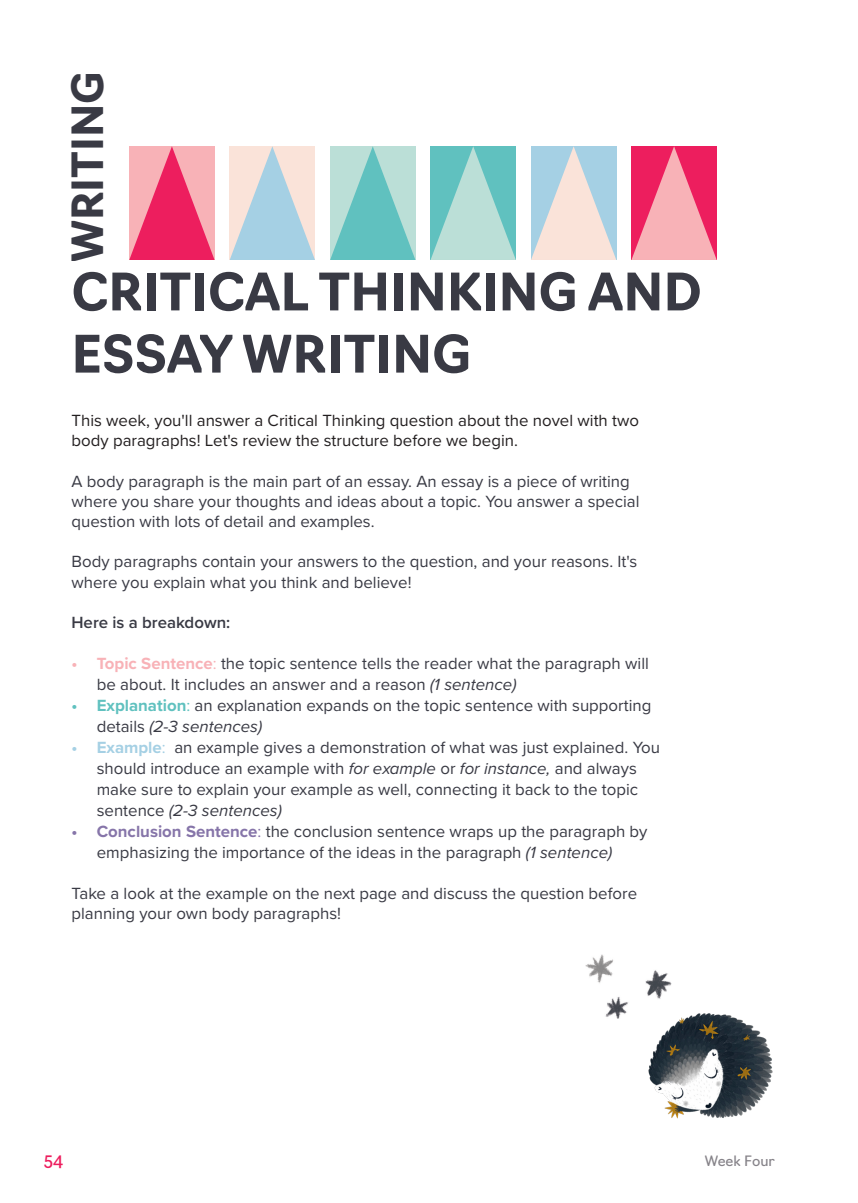 WRITING
CRITICAL THINKING AND
ESSAY WRITING
This week, you'll answer a Critical Thinking question about the novel with two
body paragraphs! Let's review the structure before we begin.
A body paragraph is the main part of an essay. An essay is a piece of writing
where you share your thoughts and ideas about a topic. You answer a special
question with lots of detail and examples.
Body paragraphs contain your answers to the question, and your reasons. It's
where you explain what you think and believe!
Here is a breakdown:
• Topic Sentence: the topic sentence tells the reader what the paragraph will
be about. It includes an answer and a reason (1 sentence)
• Explanation: an explanation expands on the topic sentence with supporting
details (2-3 sentences)
• Example: an example gives a demonstration of what was just explained. You
should introduce an example with for example or for instance, and always
make sure to explain your example as well, connecting it back to the topic
sentence (2-3 sentences)
• Conclusion Sentence: the conclusion sentence wraps up the paragraph by
emphasizing the importance of the ideas in the paragraph (1 sentence)
Take a look at the example on the next page and discuss the question before
planning your own body paragraphs!
54
Week Four